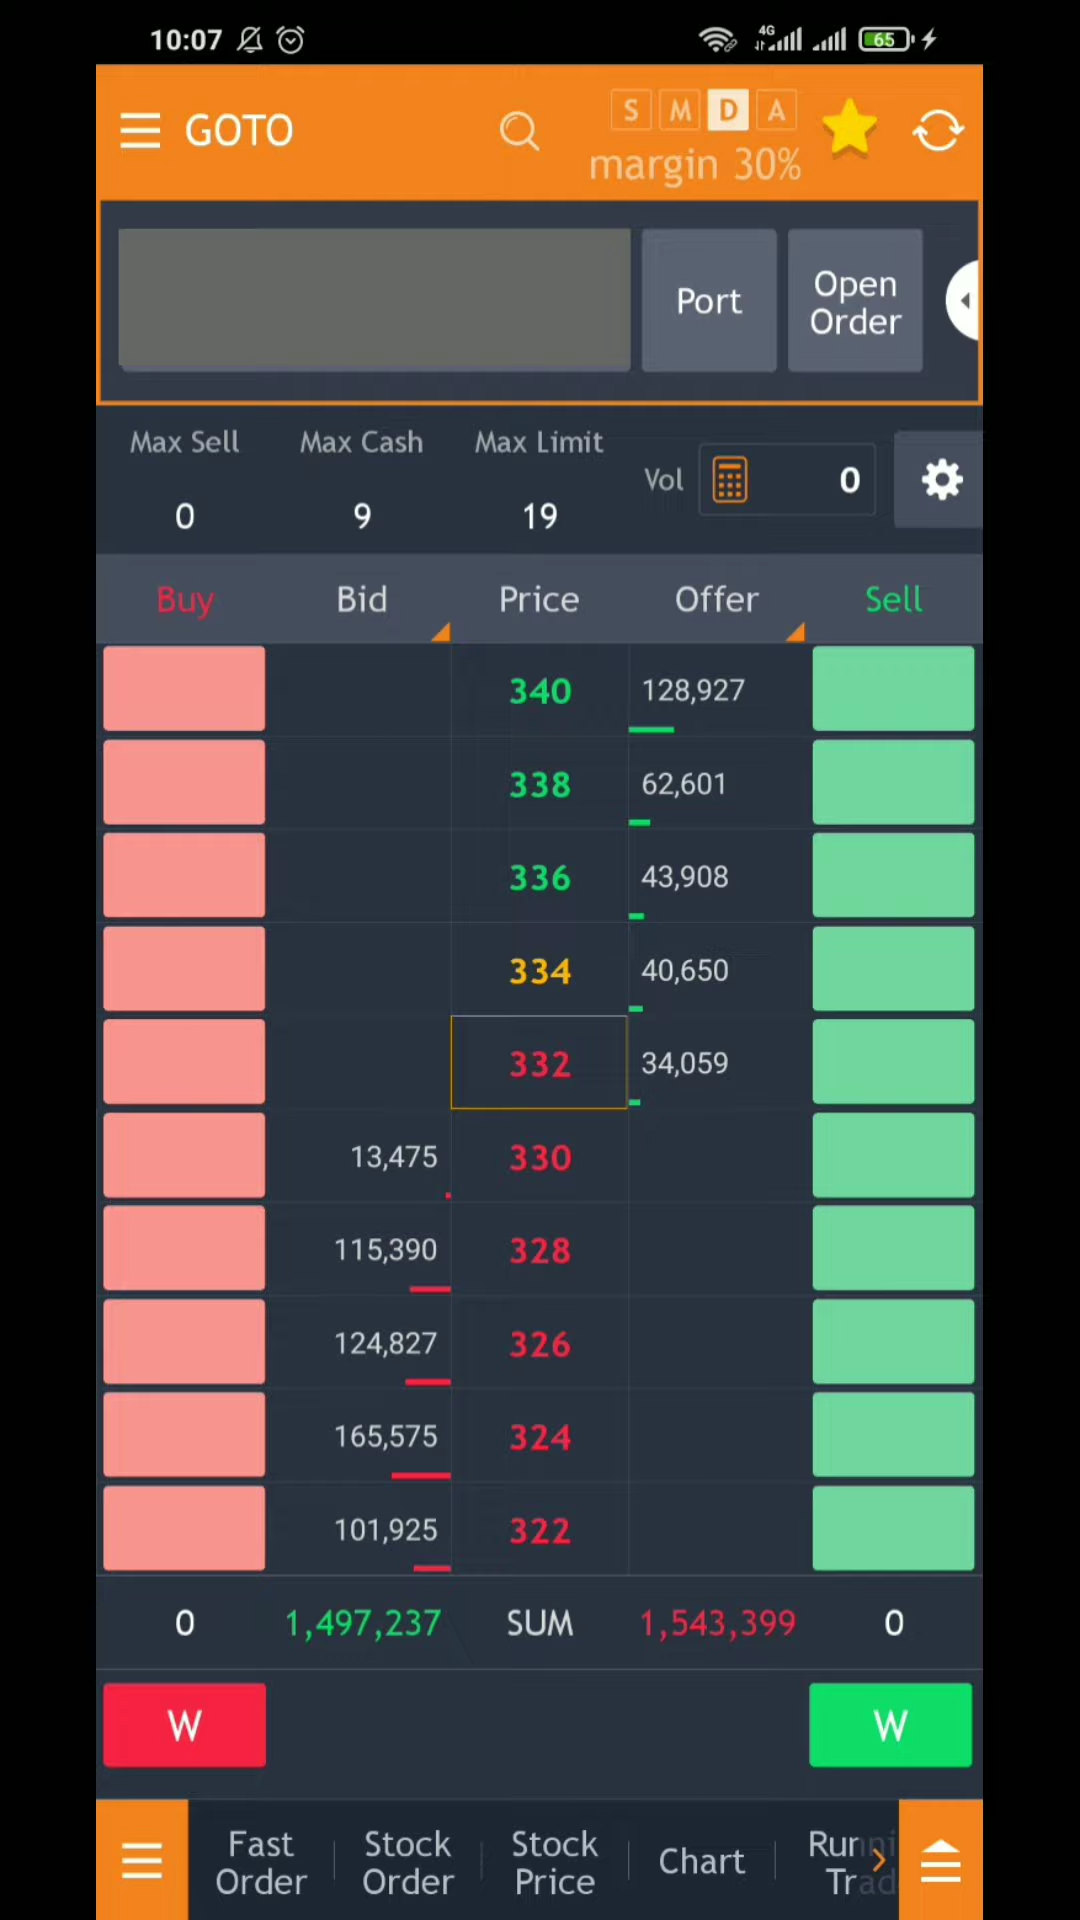 10:07 4G 65
GOTO S M D A
margin 30%
Port Open
Order
Max Sell Max Cash Max Limit Vol 0
0 9 19
Buy Bid Price Offer Sell
340 128,927
338 62,601
336 43,908
334 40,650
332 34,059
13,475 330
115,390 328
124,827 326
165,575 324
101,925 322
0 1,497,237 SUM 1,543,399 0
W W
Fast Stock Stock Chart Runni
Order Order Price Trad